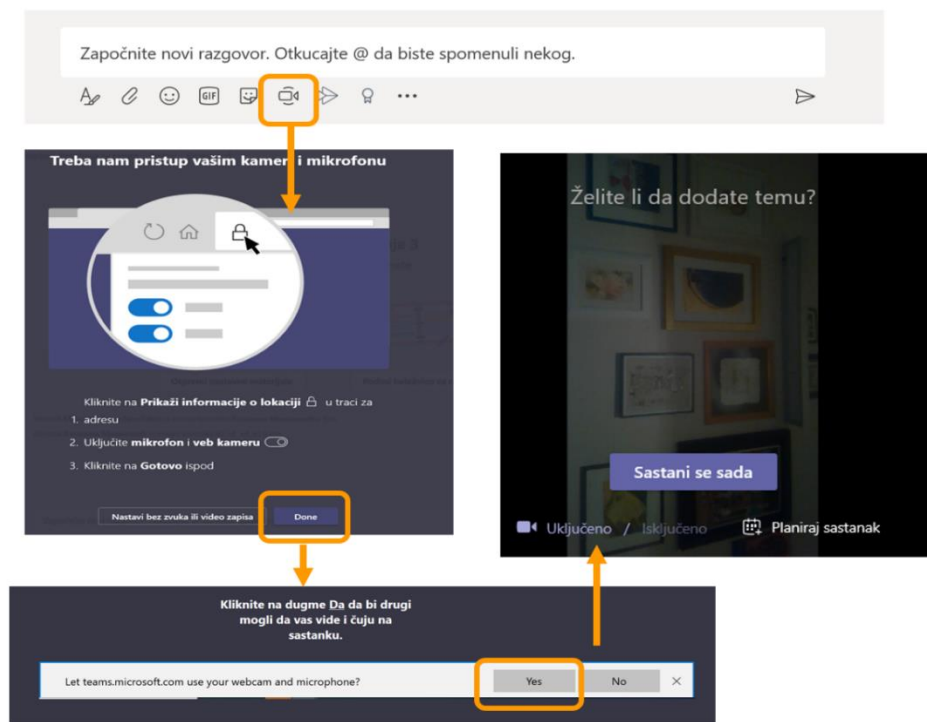 Započnite novi razgovor. Otkucajte @ da biste spomenuli nekog.
GIF
Treba nam pristup vašim kameri i mikrofonu
Kliknite na Prikaži informacije o lokaciji u traci za
1. adresu
2. Uključite mikrofon i veb kameru
3. Kliknite na Gotovo ispod
Nastavi bez zvuka ili video zapisa
Done
Želite li da dodate temu?
Sastani se sada
Uključeno / Isključeno
Planiraj sastanak
Kliknite na dugme Da da bi drugi
mogli da vas vide i čuju na
sastanku.
Let teams.microsoft.com use your webcam and microphone?
Yes
No